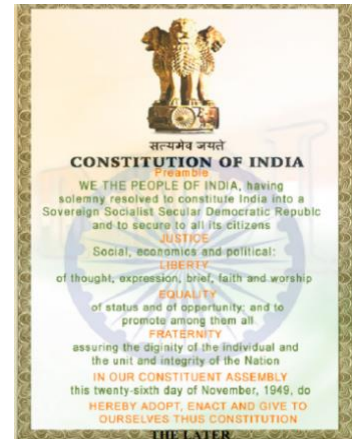 सत्यमेव जयते
CONSTITUTION OF INDIA
Preamble
WE THE PEOPLE OF INDIA, having
solemny resolved to constitute India into a
Sovereign Socialist Secular Democratic Republc
and to secure to all its citizens
JUSTICE
Social, economics and political:
LIBERTY
of thought, expression, brief, faith and worship
EQUALITY
of status and of opportunity; and to
promote among them all
FRATERNITY
assuring the diginity of the individual and
the unit and integrity of the Nation
IN OUR CONSTITUENT ASSEMBLY
this twenty-sixth day of November, 1949, do
HEREBY ADOPT, ENACT AND GIVE TO
OURSELVES THUS CONSTITUTION
THE LATER